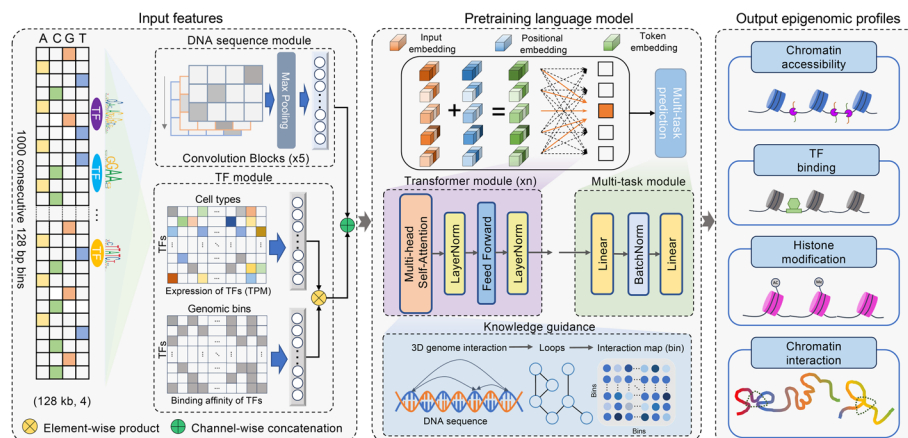 Input features
A C G T
1000 consecutive 128 bp bins
(128 kb, 4)
TF
TF
...
TF
DNA sequence module
Max Pooling
Convolution Blocks (x5)
TF module
Cell types
TFs
Expression of TFs (TPM)
Genomic bins
TFs
Binding affinity of TFs
Element-wise product
Channel-wise concatenation
Pretraining language model
Input embedding
Positional embedding
Token embedding
+
=
Multi-task prediction
Transformer module (xn)
Multi-head Self-Attention
LayerNorm
Feed Forward
LayerNorm
Multi-task module
Linear
BatchNorm
Linear
Knowledge guidance
3D genome interaction
Loops
Interaction map (bin)
DNA sequence
Bins
Bins
Output epigenomic profiles
Chromatin
accessibility
TF
binding
Histone
modification
Ac
Me
Chromatin
interaction